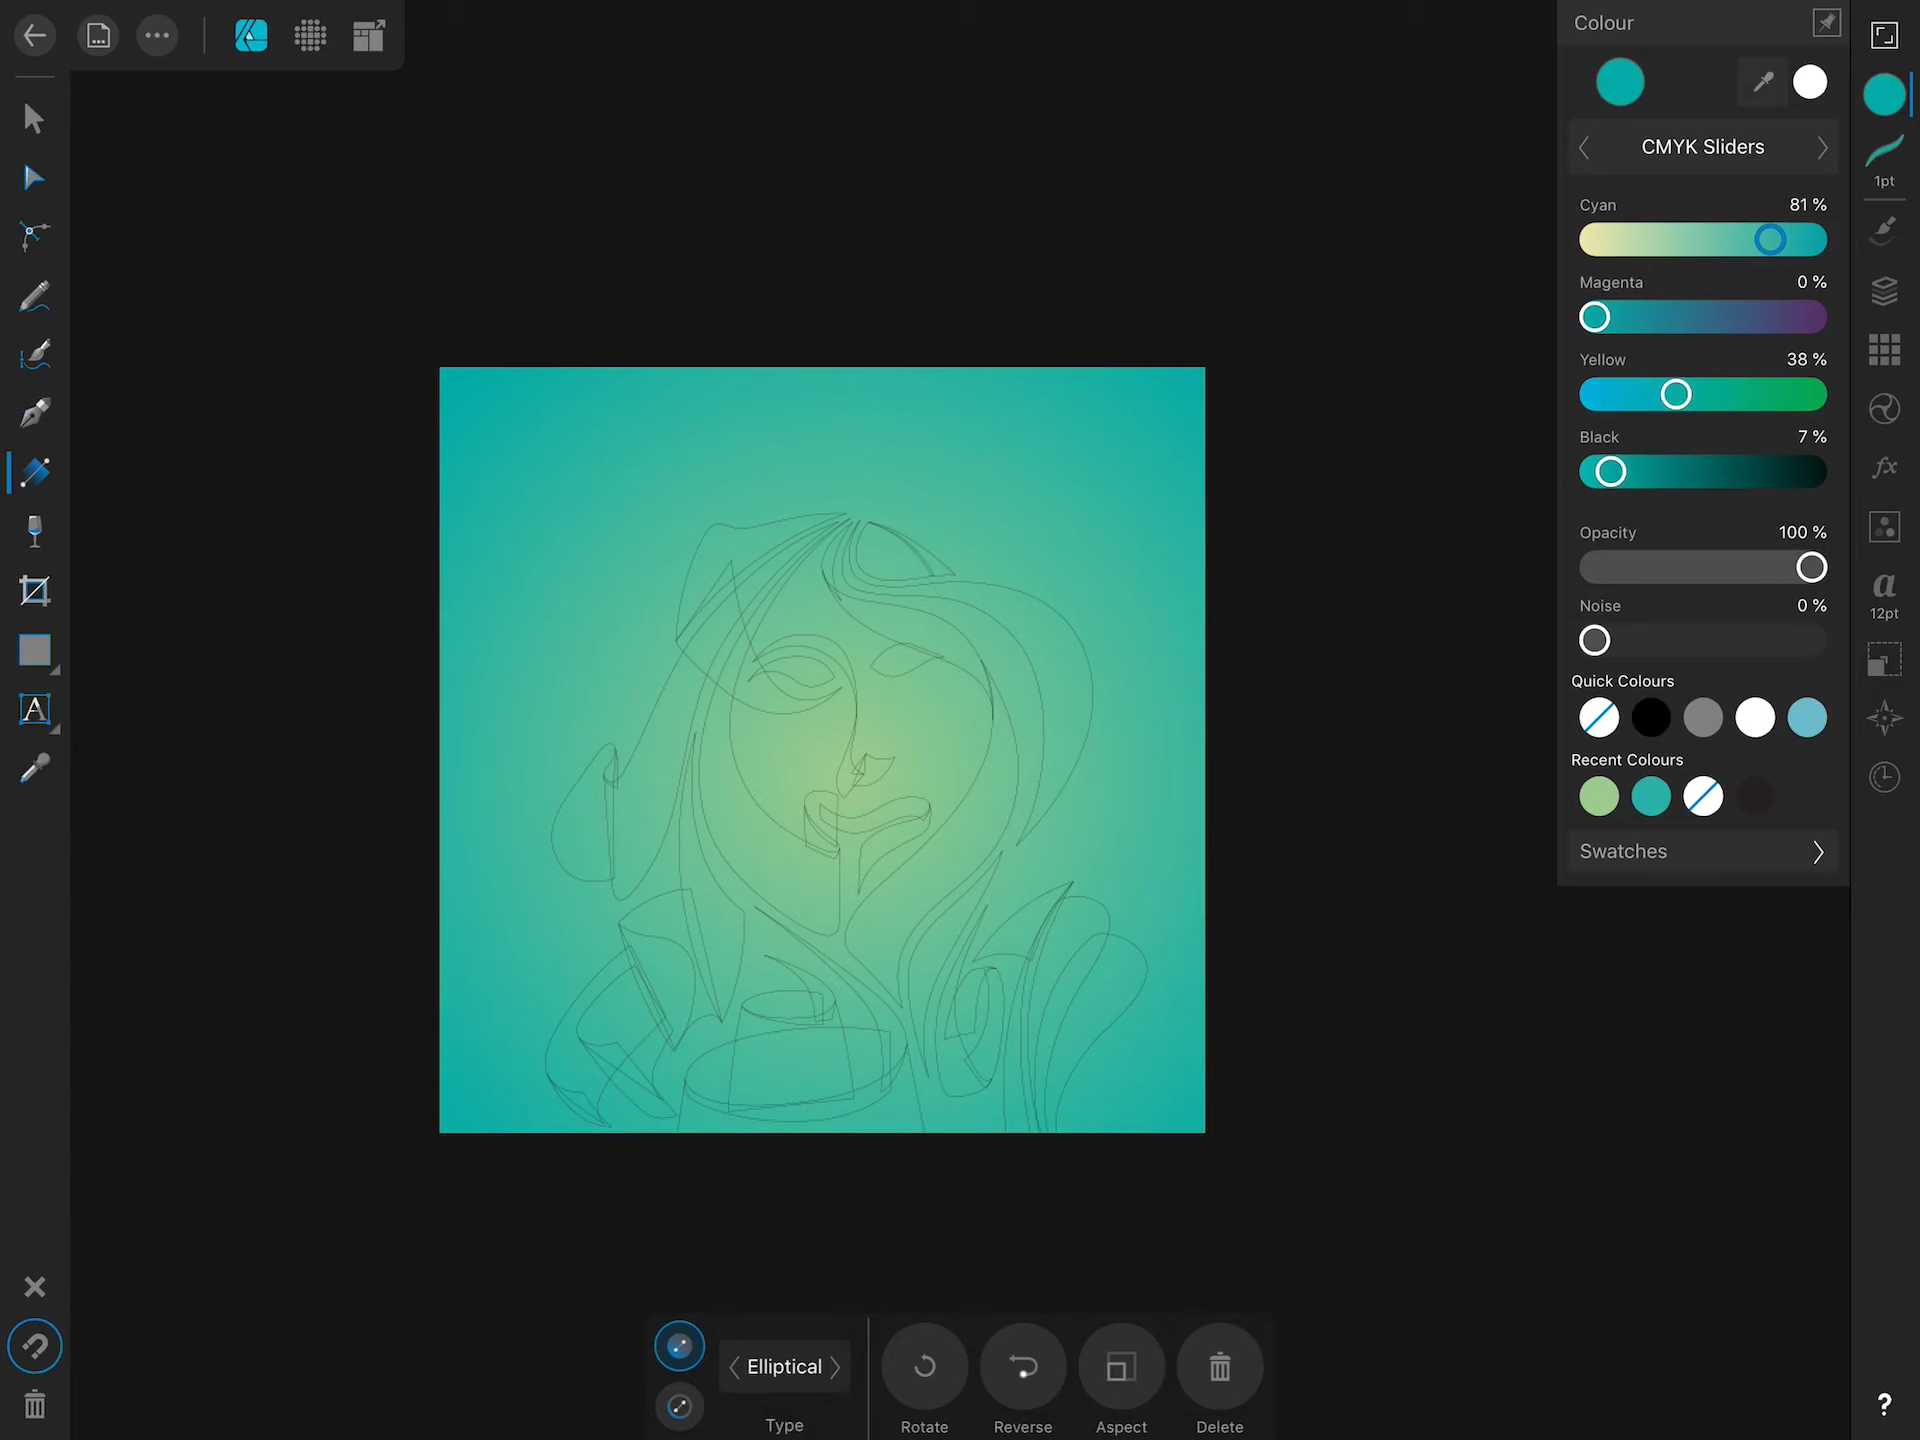 Colour
CMYK Sliders
Cyan 81 %
Magenta 0 %
Yellow 38 %
Black 7 %
Opacity 100 %
Noise 0 %
Quick Colours
Recent Colours
Swatches
1pt
fx
a
12pt
A
Elliptical
Type
Rotate
Reverse
Aspect
Delete
?